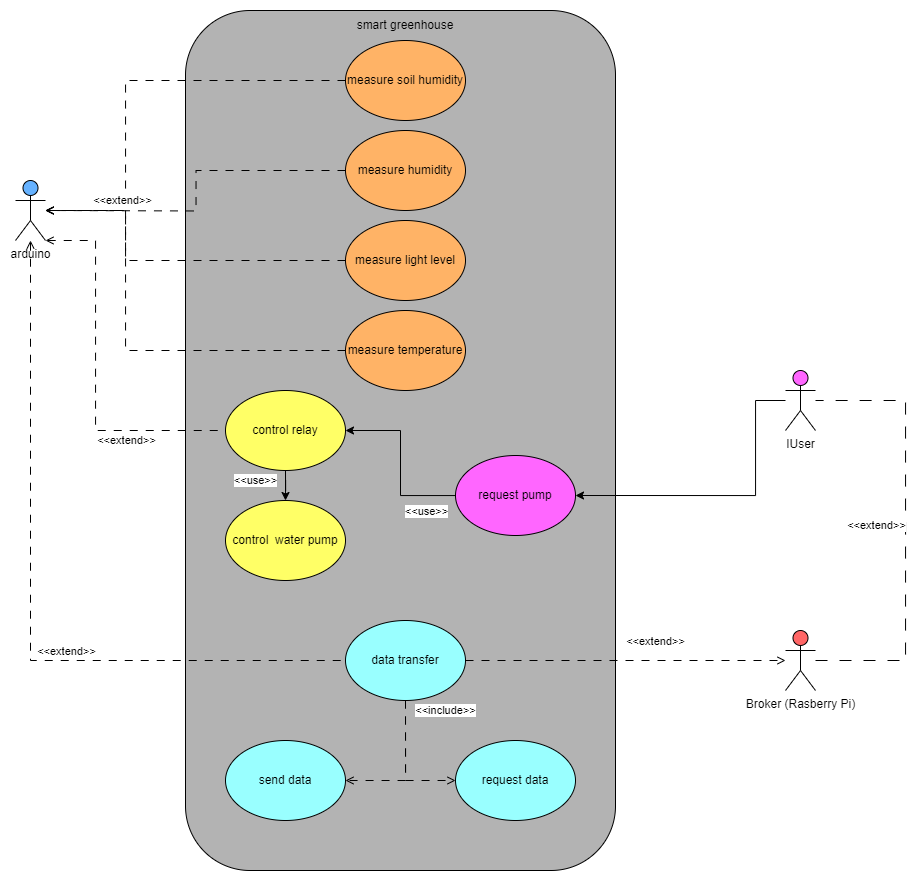 smart greenhouse
measure soil humidity
measure humidity
<<extend>>
arduino
measure light level
measure temperature
control relay
<<extend>>
IUser
<<use>>
request pump
<<use>>
control  water pump
<<extend>>
<<extend>>
data transfer
<<extend>>
Broker (Rasberry Pi)
<<include>>
send data
request data